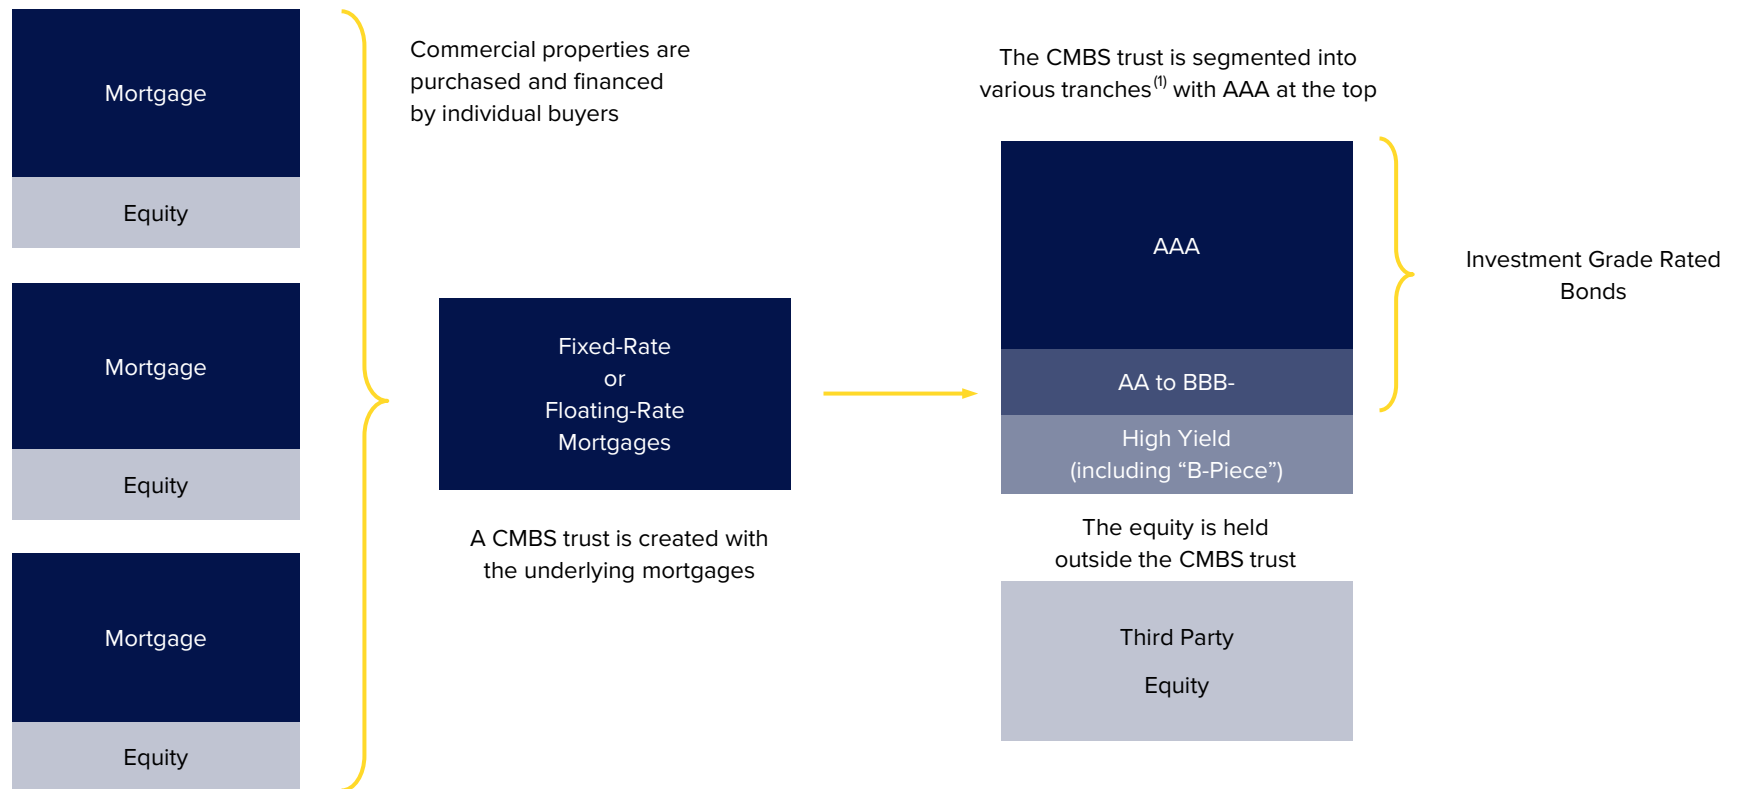 Mortgage
Equity
Mortgage
Equity
Mortgage
Equity
Commercial properties are
purchased and financed
by individual buyers
Fixed-Rate
or
Floating-Rate
Mortgages
A CMBS trust is created with
the underlying mortgages
The CMBS trust is segmented into
various tranches(1) with AAA at the top
AAA
AA to BBB-
High Yield
(including “B-Piece”)
The equity is held
outside the CMBS trust
Third Party
Equity
Investment Grade Rated
Bonds